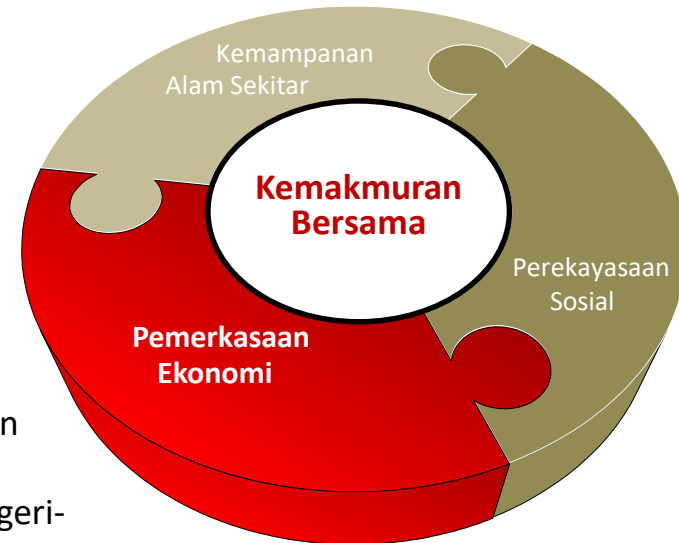 Kemampanan
Alam Sekitar
Kemakmuran
Bersama
Perekayasaan
Sosial
Pemerkasaan
Ekonomi
n
geri-